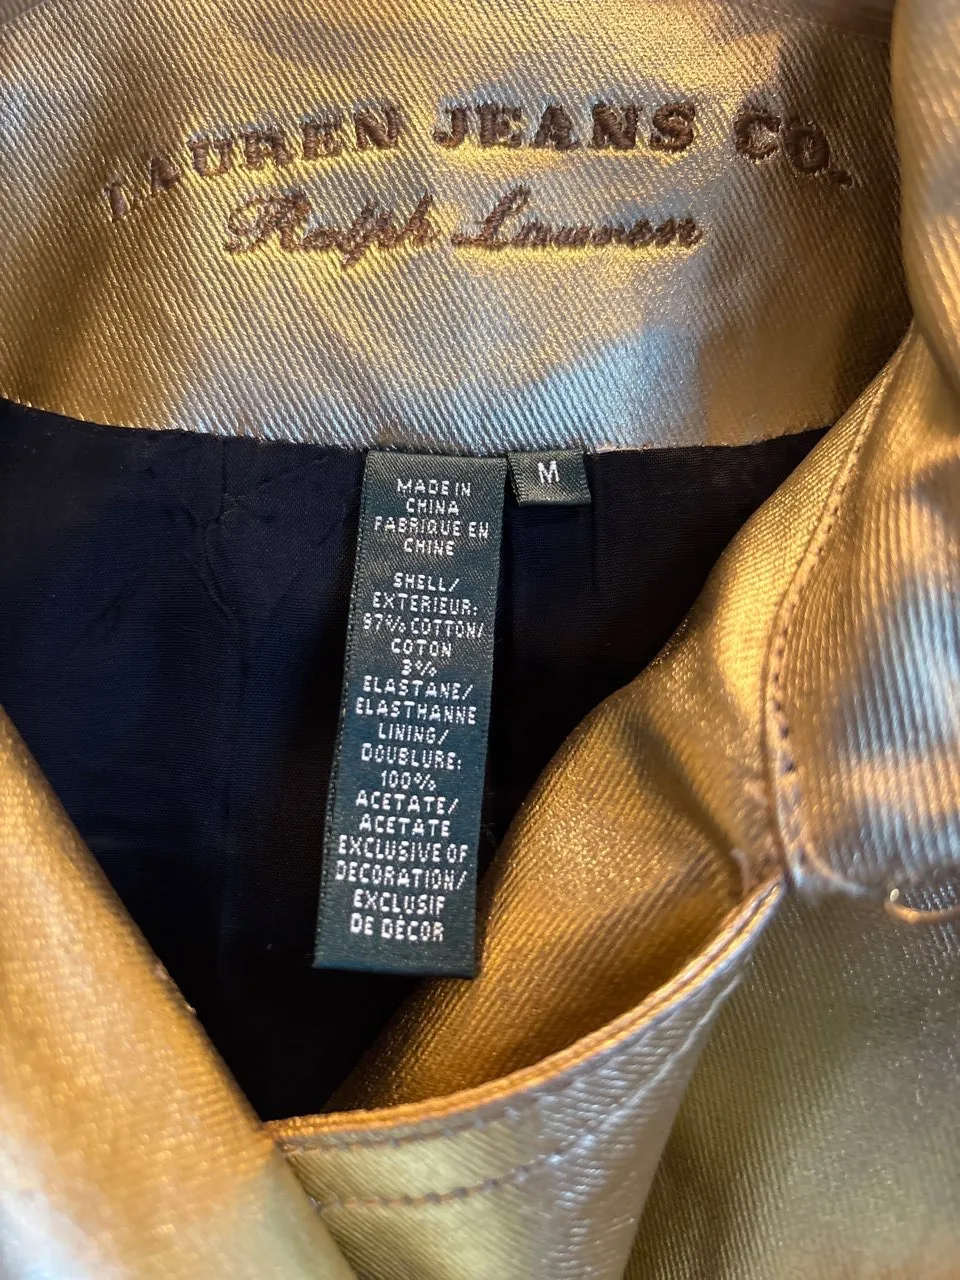 LAUREN JEANS CO.
Ralph Lauren
M
MADE IN
CHINA
FABRIQUE EN
CHINE
SHELL/
EXTERIEUR:
97% COTTON/
COTON
3%
ELASTANE/
ELASTHANNE
LINING/
DOUBLURE:
100%
ACETATE/
ACETATE
EXCLUSIVE OF
DECORATION/
EXCLUSIF
DE DÉCOR